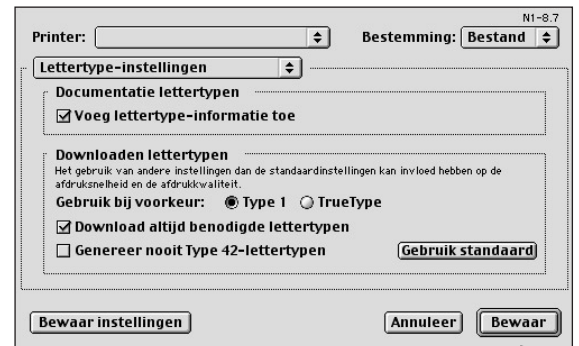 N1-8.7
Printer:
Bestemming: Bestand
Lettertype-instellingen
Documentatie lettertypen
Voeg lettertype-informatie toe
Downloaden lettertypen
Het gebruik van andere instellingen dan de standaardinstellingen kan invloed hebben op de
afdruksnelheid en de afdrukkwaliteit.
Gebruik bij voorkeur: Type 1 TrueType
Download altijd benodigde lettertypen
Genereer nooit Type 42-lettertypen
Gebruik standaard
Bewaar instellingen
Annuleer
Bewaar